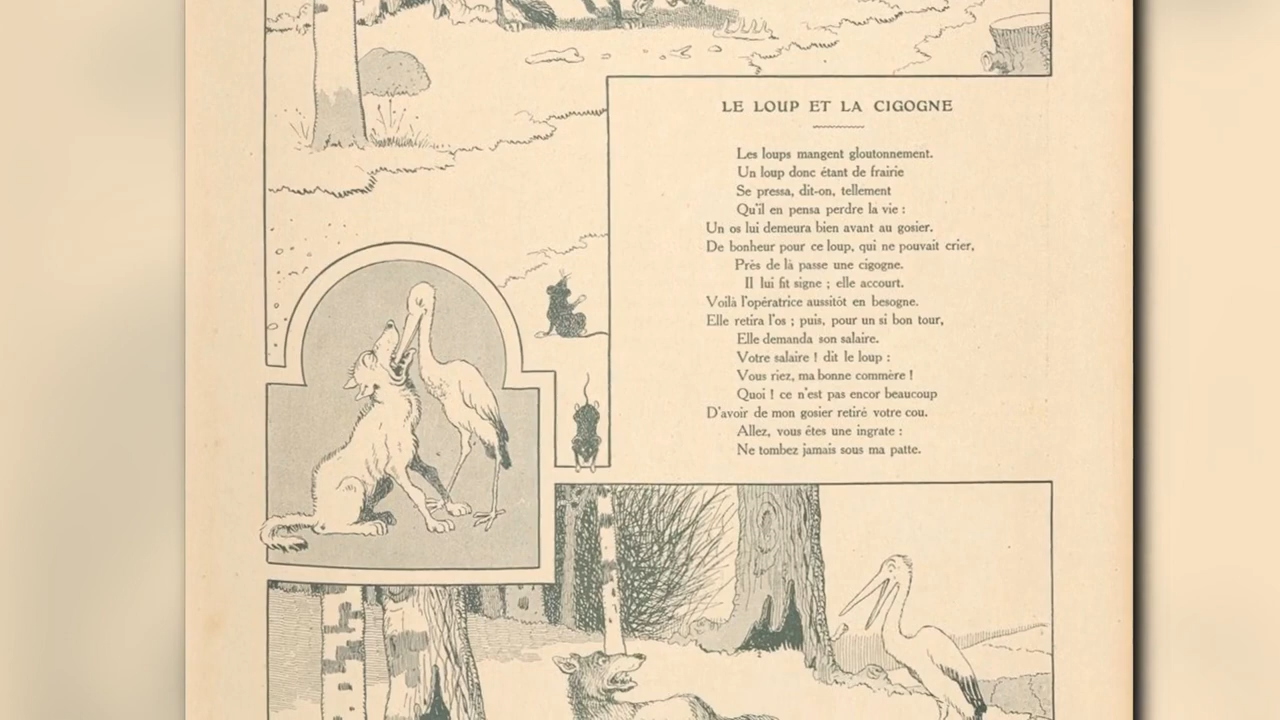 LE LOUP ET LA CIGOGNE
Les loups mangent gloutonnement.
Un loup donc étant de frairie
Se pressa, dit-on, tellement
Qu'il en pensa perdre la vie :
Un os lui demeura bien avant au gosier.
De bonheur pour ce loup, qui ne pouvait crier,
Près de là passe une cigogne.
Il lui fit signe ; elle accourt.
Voilà l'opératrice aussitôt en besogne.
Elle retira l'os ; puis, pour un si bon tour,
Elle demanda son salaire.
Votre salaire ! dit le loup :
Vous riez, ma bonne commère !
Quoi ! ce n'est pas encor beaucoup
D'avoir de mon gosier retiré votre cou.
Allez, vous êtes une ingrate :
Ne tombez jamais sous ma patte.